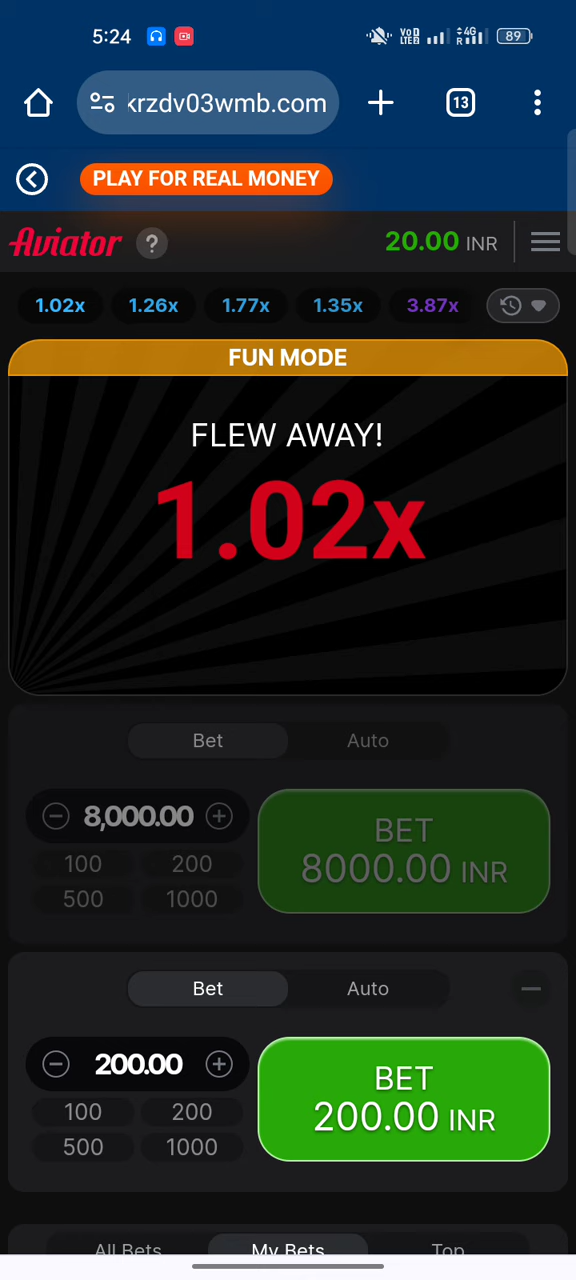 5:24
VoD LTE2 4G R 89
krzdv03wmb.com 13
PLAY FOR REAL MONEY
Aviator ? 20.00 INR
1.02x 1.26x 1.77x 1.35x 3.87x
FUN MODE
FLEW AWAY!
1.02x
Bet Auto
8,000.00
100 200
500 1000
BET
8000.00 INR
Bet Auto
200.00
100 200
500 1000
BET
200.00 INR
All Bets My Bets Top